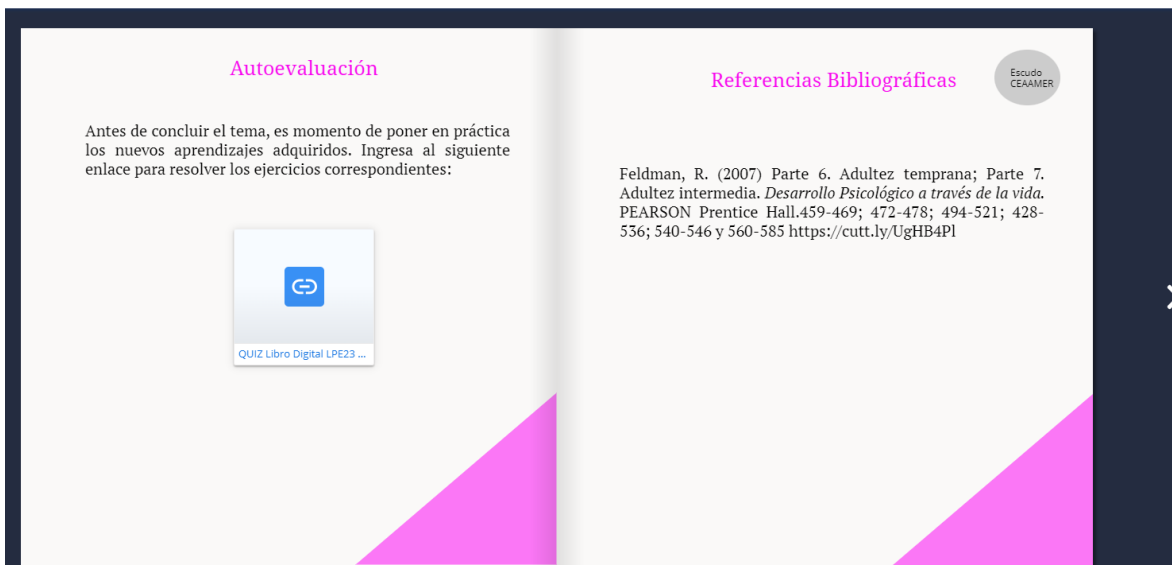 Autoevaluación
Antes de concluir el tema, es momento de poner en práctica
los nuevos aprendizajes adquiridos. Ingresa al siguiente
enlace para resolver los ejercicios correspondientes:
QUIZ Libro Digital LPE23 ...
Referencias Bibliográficas
Escudo
CEAAMER
Feldman, R. (2007) Parte 6. Adultez temprana; Parte 7.
Adultez intermedia. Desarrollo Psicológico a través de la vida.
PEARSON Prentice Hall.459-469; 472-478; 494-521; 428-
536; 540-546 y 560-585 https://cutt.ly/UgHB4Pl